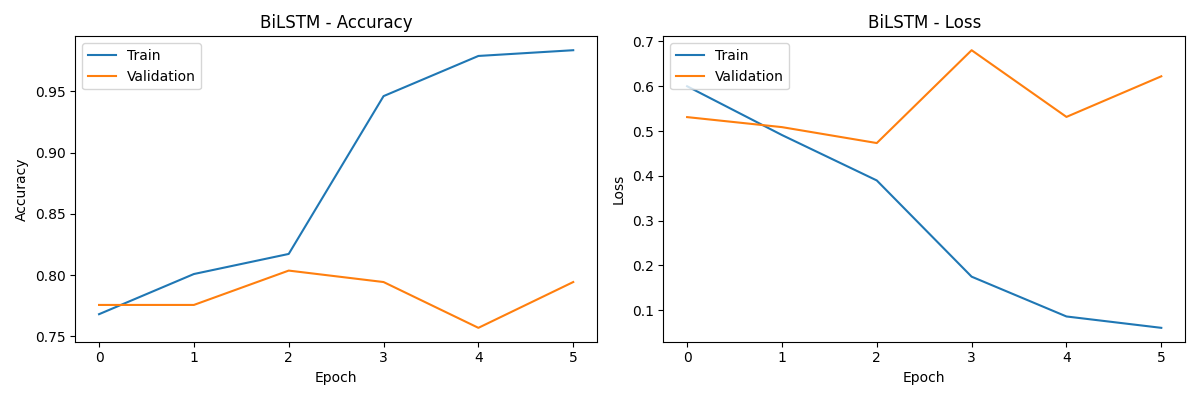 BiLSTM - Accuracy
Train
Validation
0.95
0.90
0.85
0.80
0.75
Accuracy
0 1 2 3 4 5
Epoch
BiLSTM - Loss
Train
Validation
0.7
0.6
0.5
0.4
0.3
0.2
0.1
Loss
0 1 2 3 4 5
Epoch